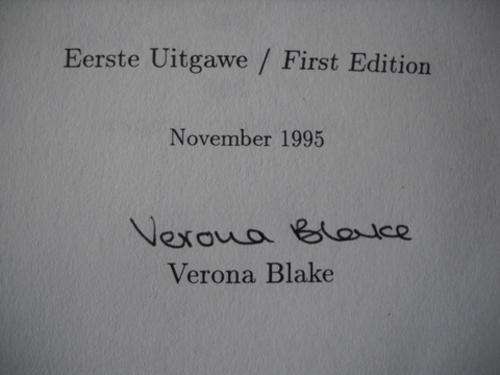 Eerste Uitgawe / First Edition
November 1995
Verona Blake
Verona Blake